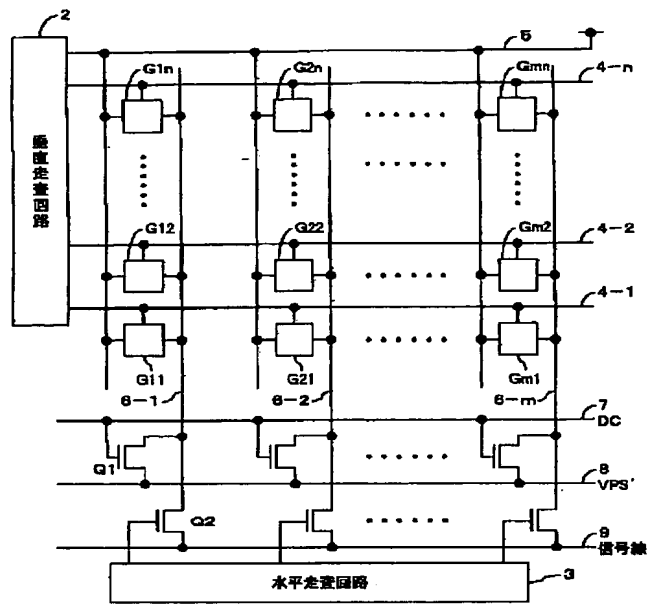 2
5
G1n
G2n
Gmn
4-n
垂直走査回路
G12
G22
Gm2
4-2
4-1
G11
G21
Gm1
6-1
6-2
6-m
7
DC
Q1
8
VPS'
Q2
9
信号線
水平走査回路
3